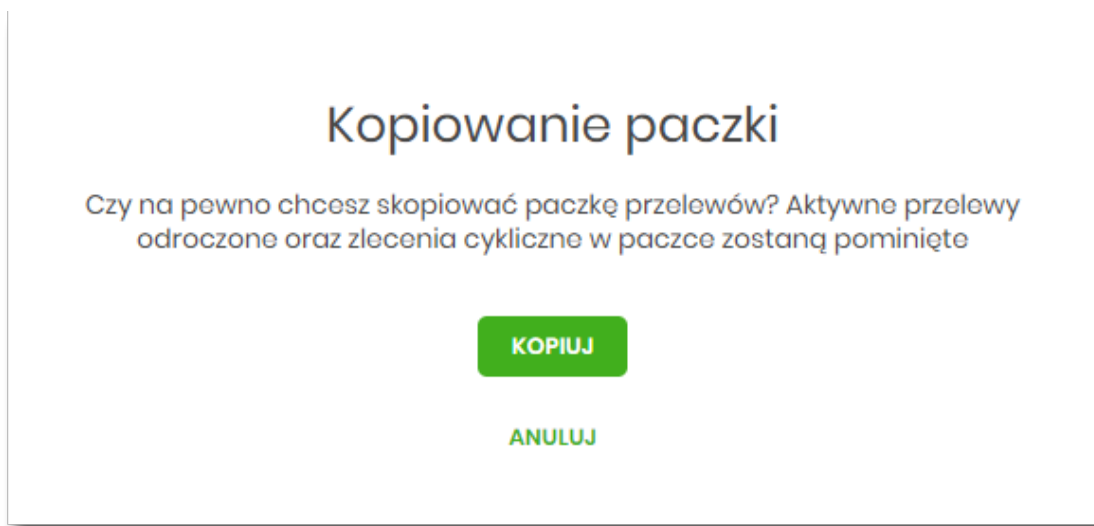 Kopiowanie paczki
Czy na pewno chcesz skopiować paczkę przelewów? Aktywne przelewy
odroczone oraz zlecenia cykliczne w paczce zostaną pominięte
KOPIUJ
ANULUJ